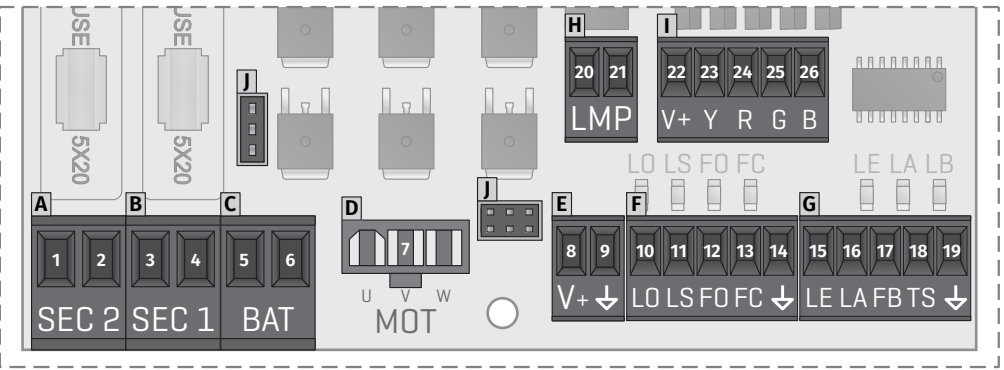 USE USE H I
20 21 22 23 24 25 26
LMP V+ Y R G B
J
5X20 5X20
LO LS FO FC LE LA LB
A B C D J E F G
1 2 3 4 5 6 7 8 9 10 11 12 13 14 15 16 17 18 19
SEC 2 SEC 1 BAT U V W V+ LO LS FO FC LE LA FB TS
MOT